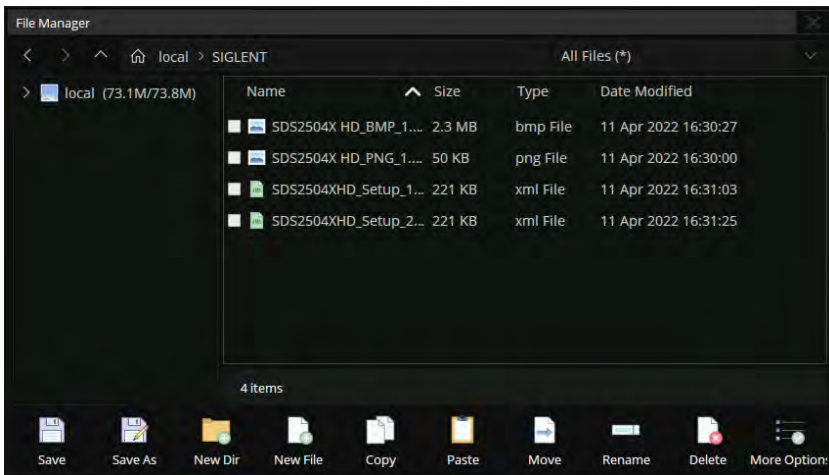 File Manager
local > SIGLENT All Files (*)
local (73.1M/73.8M)
Name Size Type Date Modified
SDS2504X HD_BMP_1.... 2.3 MB bmp File 11 Apr 2022 16:30:27
SDS2504X HD_PNG_1.... 50 KB png File 11 Apr 2022 16:30:00
SDS2504XHD_Setup_1... 221 KB xml File 11 Apr 2022 16:31:03
SDS2504XHD_Setup_2... 221 KB xml File 11 Apr 2022 16:31:25
4 items
Save Save As New Dir New File Copy Paste Move Rename Delete More Option